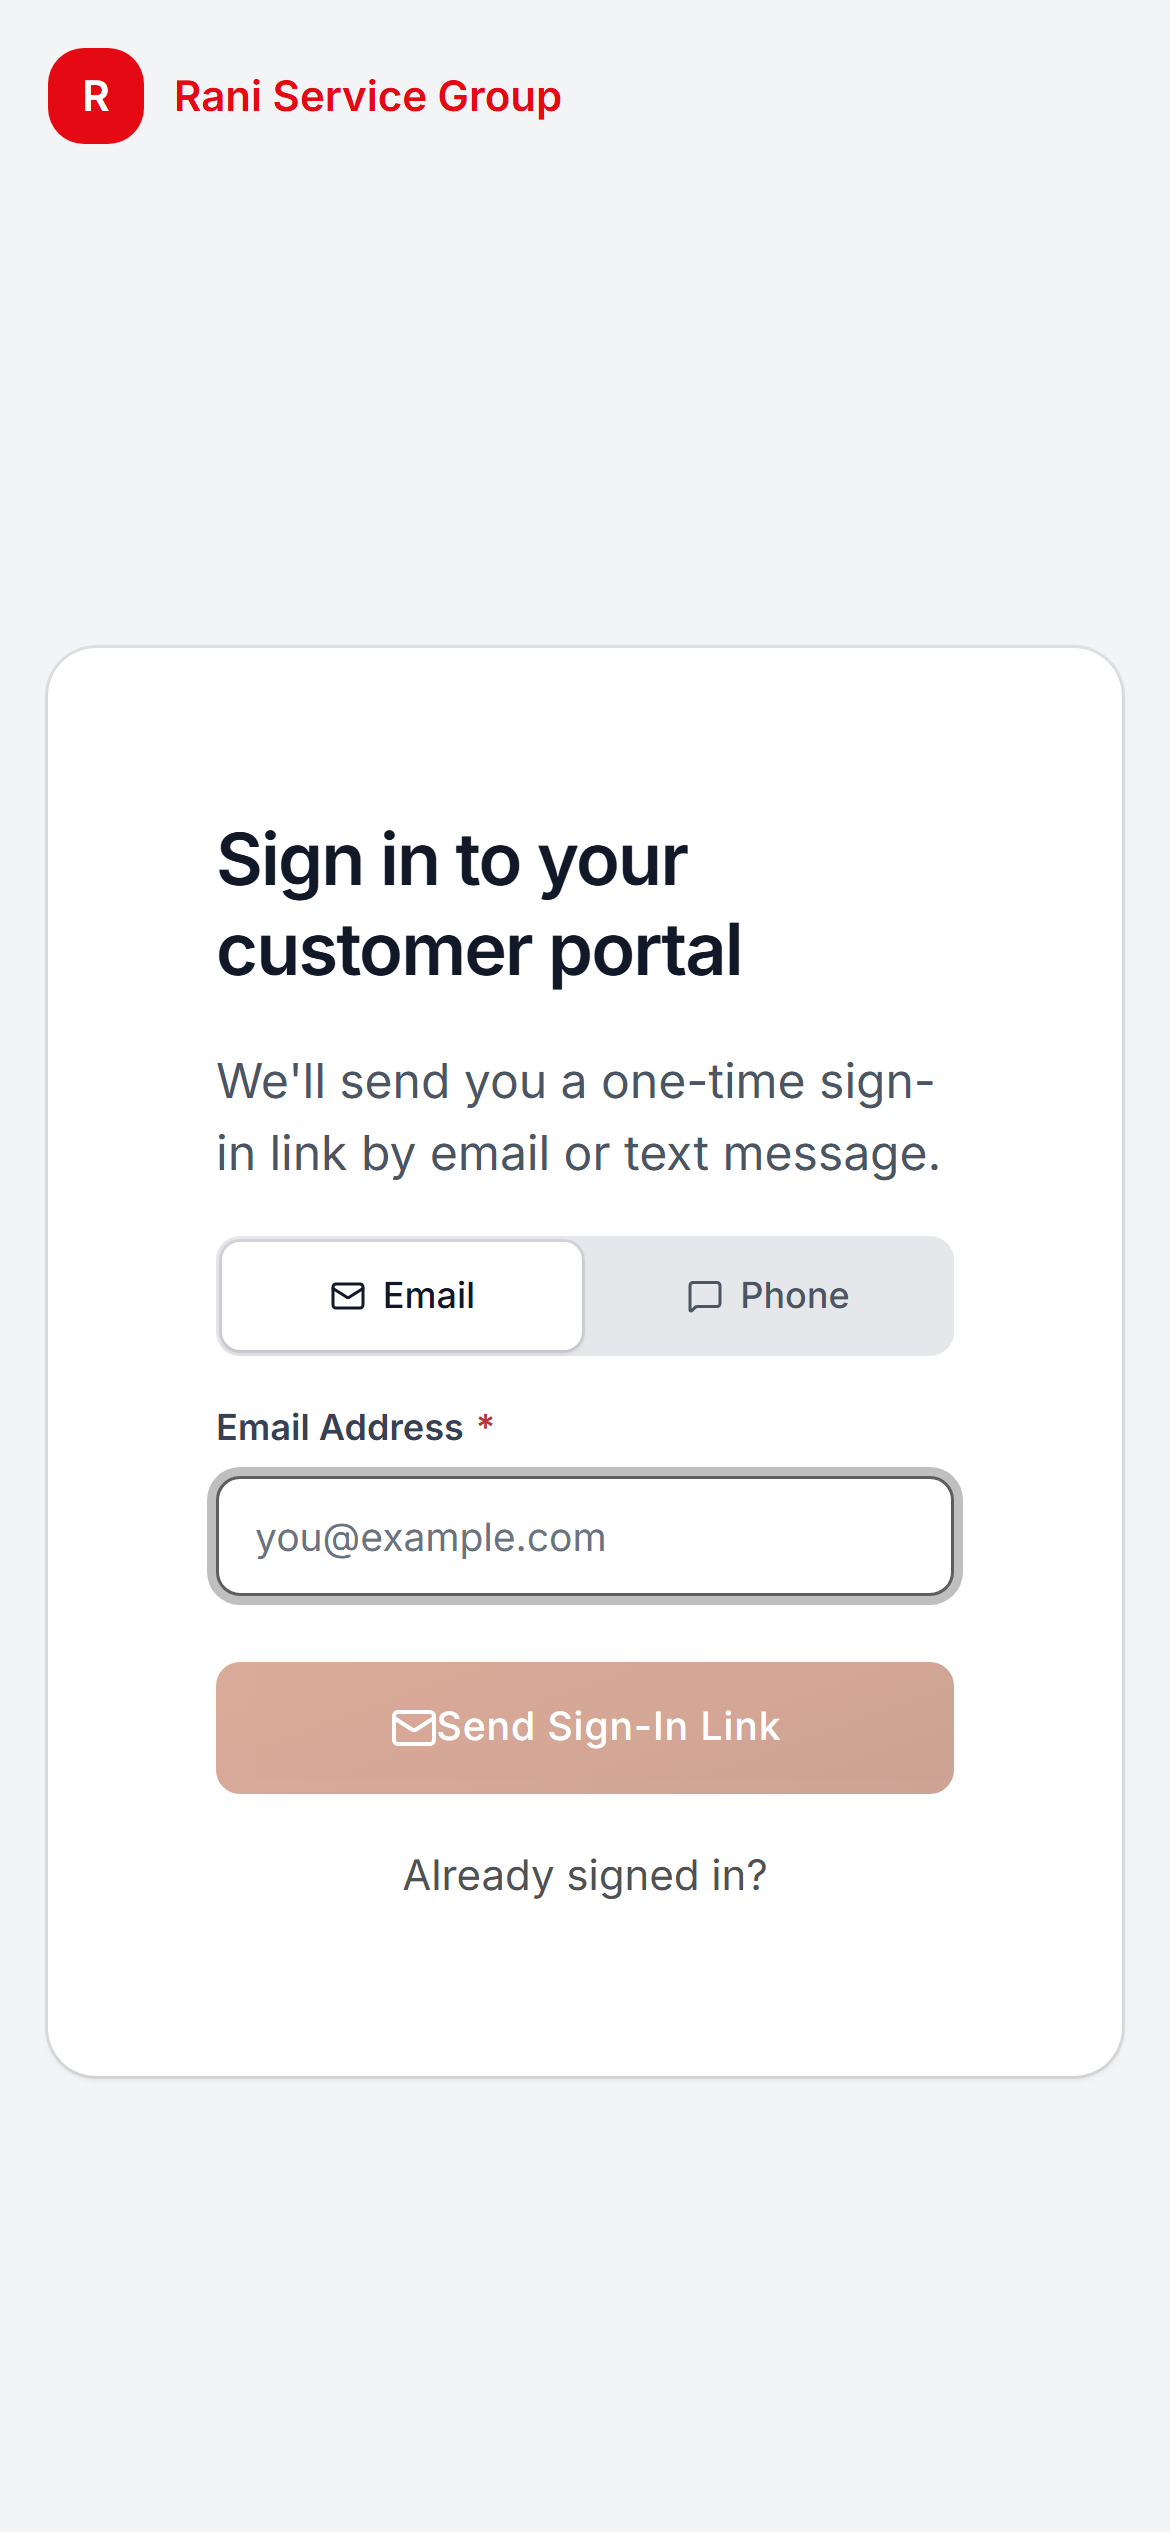 R
Rani Service Group
Sign in to your
customer portal
We'll send you a one-time sign-
in link by email or text message.
Email
Phone
Email Address *
you@example.com
Send Sign-In Link
Already signed in?